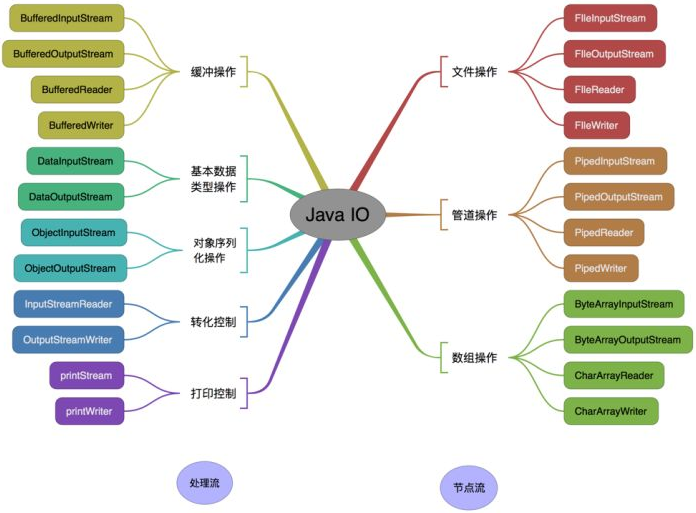 BufferedInputStream
BufferedOutputStream
BufferedReader
BufferedWriter
缓冲操作
DataInputStream
DataOutputStream
基本数据
类型操作
ObjectInputStream
ObjectOutputStream
对象序列
化操作
InputStreamReader
OutputStreamWriter
转化控制
printStream
printWriter
打印控制
Java IO
文件操作
FIleInputStream
FIleOutputStream
FIleReader
FIleWriter
管道操作
PipedInputStream
PipedOutputStream
PipedReader
PipedWriter
数组操作
ByteArrayInputStream
ByteArrayOutputStream
CharArrayReader
CharArrayWriter
处理流
节点流